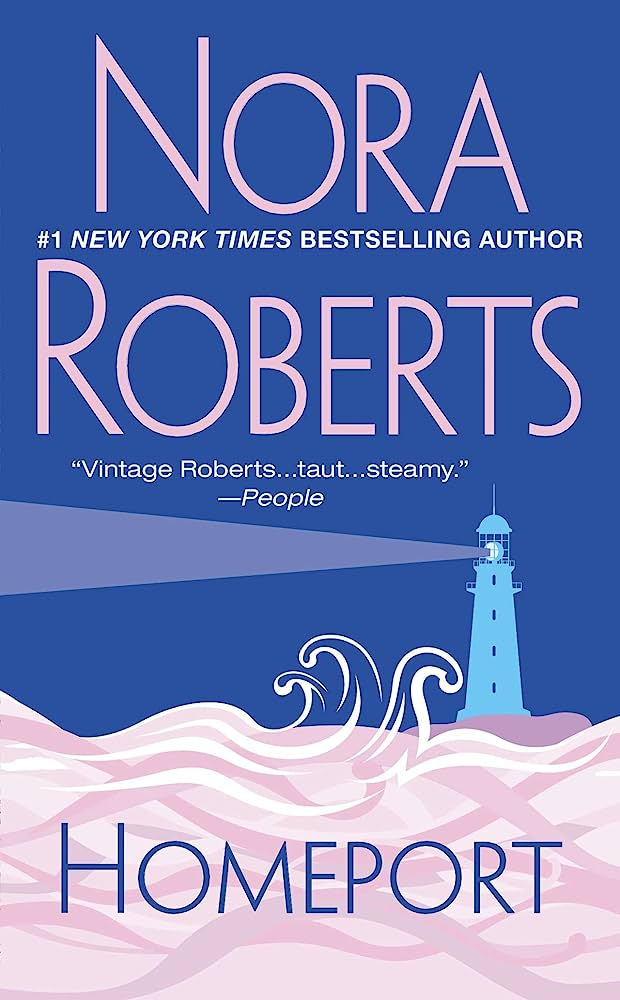 NORA
#1 NEW YORK TIMES BESTSELLING AUTHOR
ROBERTS
“Vintage Roberts...taut...steamy.”
—People
HOMEPORT